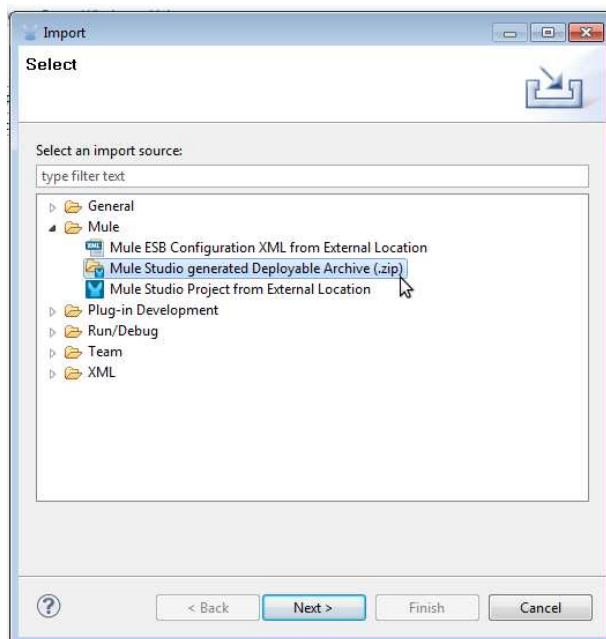 Import
Select
Select an import source:
type filter text
General
Mule
Mule ESB Configuration XML from External Location
Mule Studio generated Deployable Archive (.zip)
Mule Studio Project from External Location
Plug-in Development
Run/Debug
Team
XML
?
< Back Next > Finish Cancel